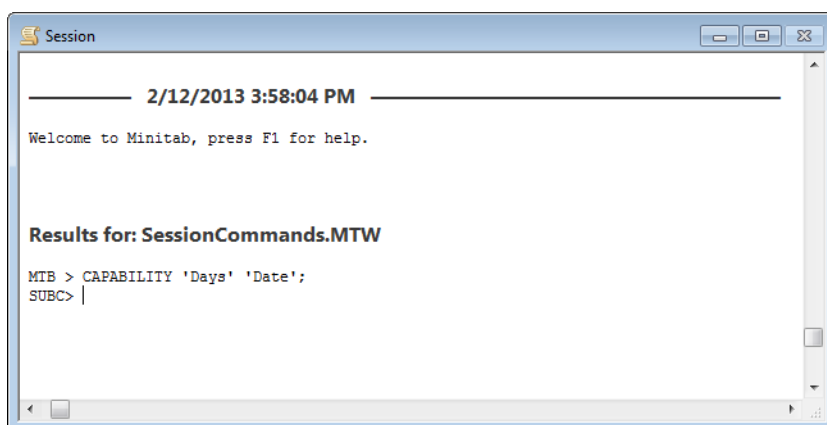 Session
2/12/2013 3:58:04 PM
Welcome to Minitab, press F1 for help.
Results for: SessionCommands.MTW
MTB > CAPABILITY 'Days' 'Date';
SUBC>